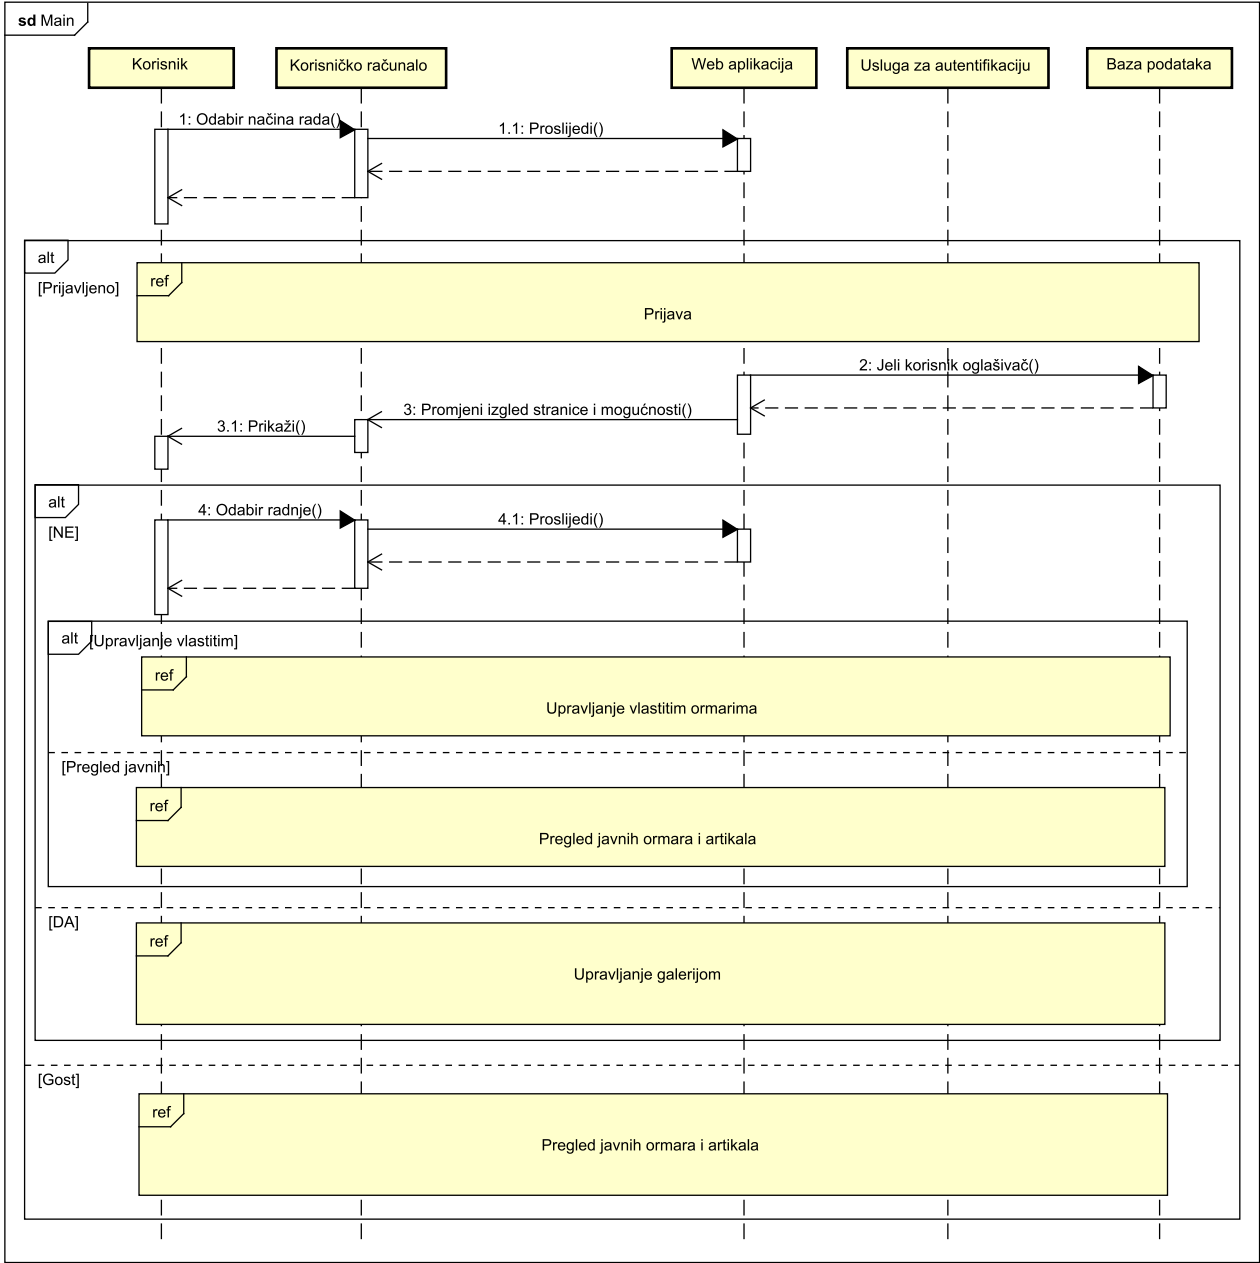 sd Main
Korisnik
Korisničko računalo
Web aplikacija
Usluga za autentifikaciju
Baza podataka
1: Odabir načina rada()
1.1: Proslijedi()
alt
[Prijavljeno]
ref
Prijava
2: Jeli korisnik oglašivač()
3: Promjeni izgled stranice i mogućnosti()
3.1: Prikaži()
alt
[NE]
4: Odabir radnje()
4.1: Proslijedi()
alt
[Upravljanje vlastitim]
ref
Upravljanje vlastitim ormarima
[Pregled javnih]
ref
Pregled javnih ormara i artikala
[DA]
ref
Upravljanje galerijom
[Gost]
ref
Pregled javnih ormara i artikala